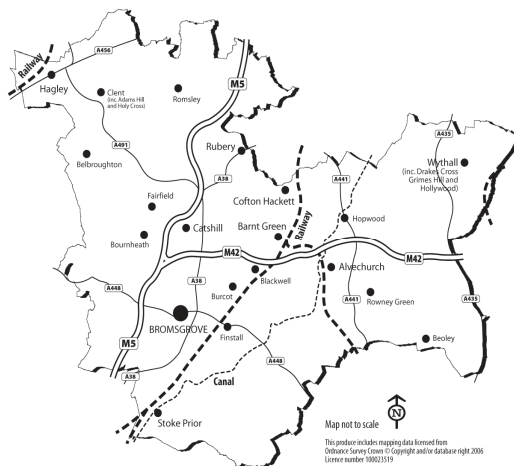 A456
Railway
Hagley
Clent
(inc. Adams Hill
and Holy Cross)
Romsley
M5
A435
Rubery
A491
Belbroughton
A38
A441
Wythall
(inc. Drakes Cross
Grimes Hill and
Hollywood)
Cofton Hackett
Fairfield
Catshill
Barnt Green
Railway
Hopwood
Bournheath
M42
M42
Alvechurch
Blackwell
A448
A38
Burcot
Rowney Green
A441
A435
BROMSGROVE
M5
Finstall
Beoley
A448
A38
Canal
Stoke Prior
Map not to scale
N
This produce includes mapping data licensed from
Ordnance Survey Crown © Copyright and/or database right 2006
Licence number 100023519